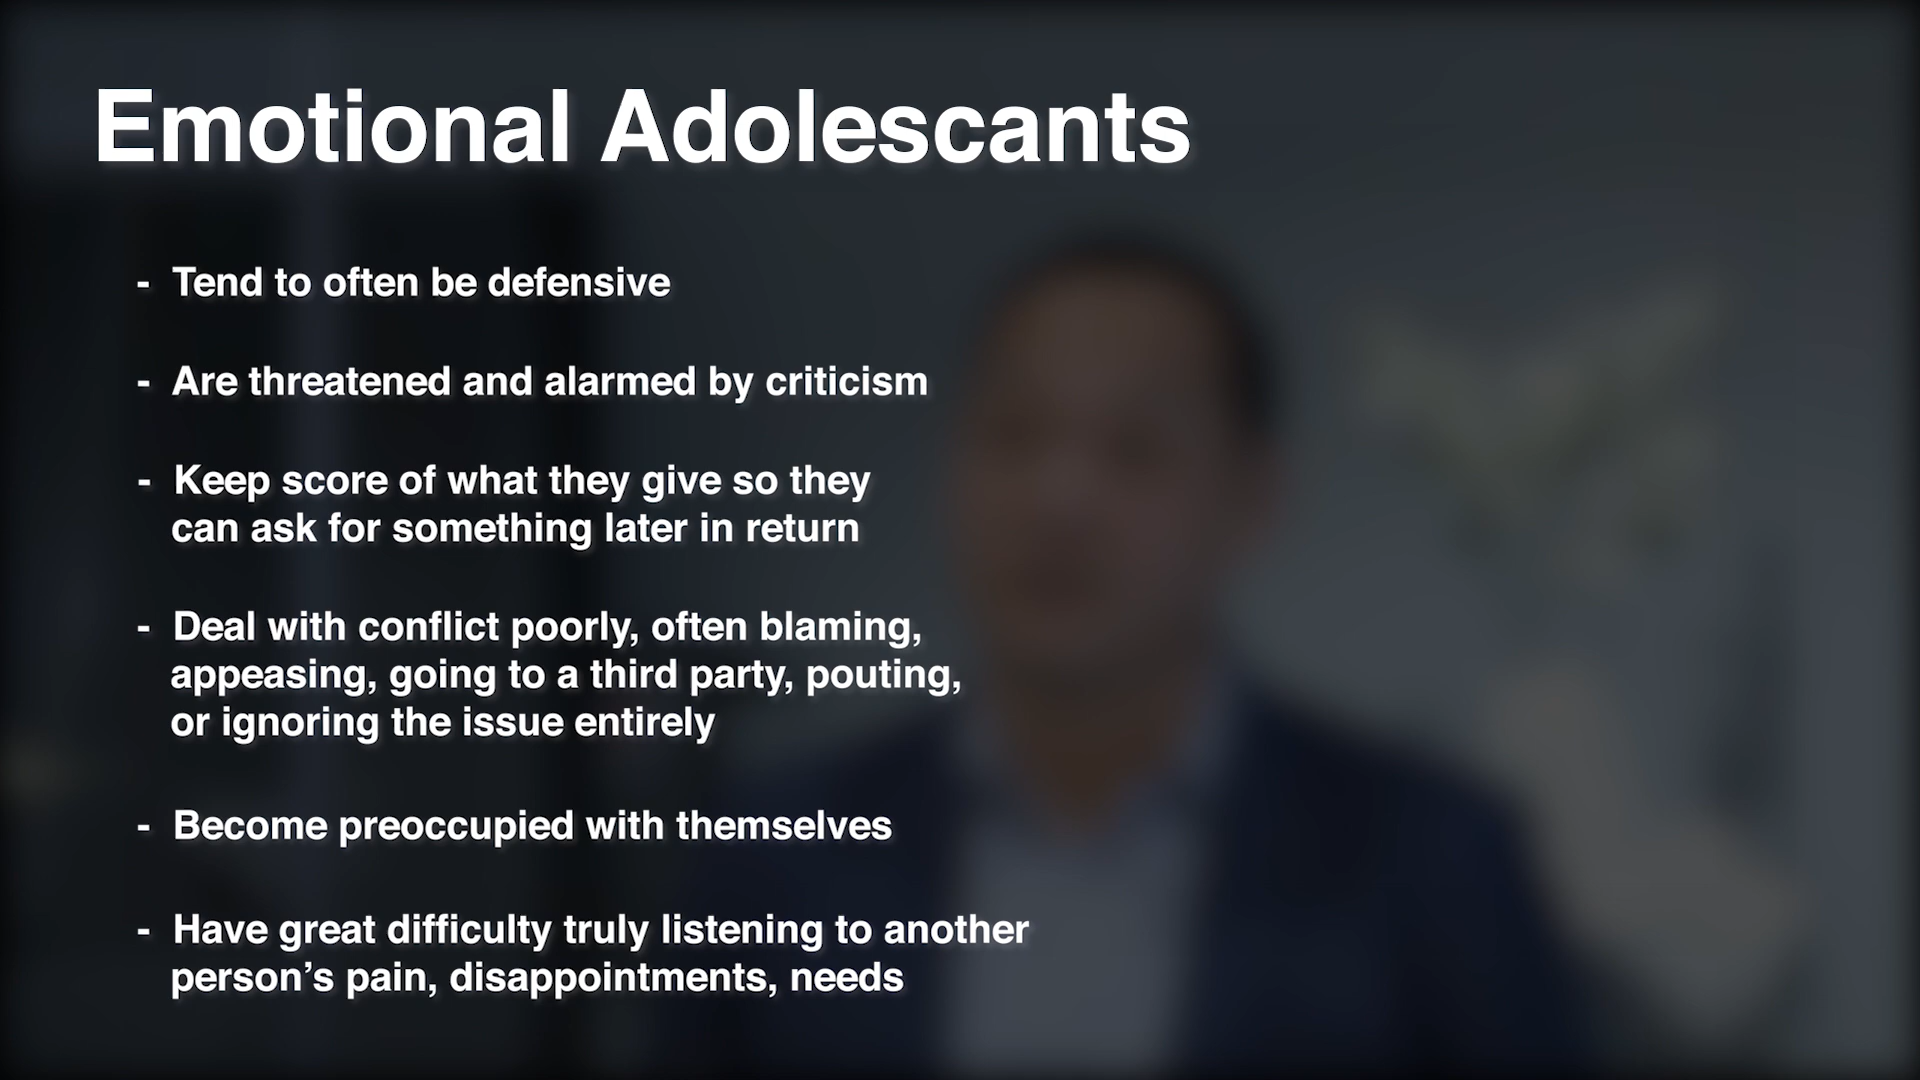 Emotional Adolescants
- Tend to often be defensive
- Are threatened and alarmed by criticism
- Keep score of what they give so they
can ask for something later in return
- Deal with conflict poorly, often blaming,
appeasing, going to a third party, pouting,
or ignoring the issue entirely
- Become preoccupied with themselves
- Have great difficulty truly listening to another
person’s pain, disappointments, needs